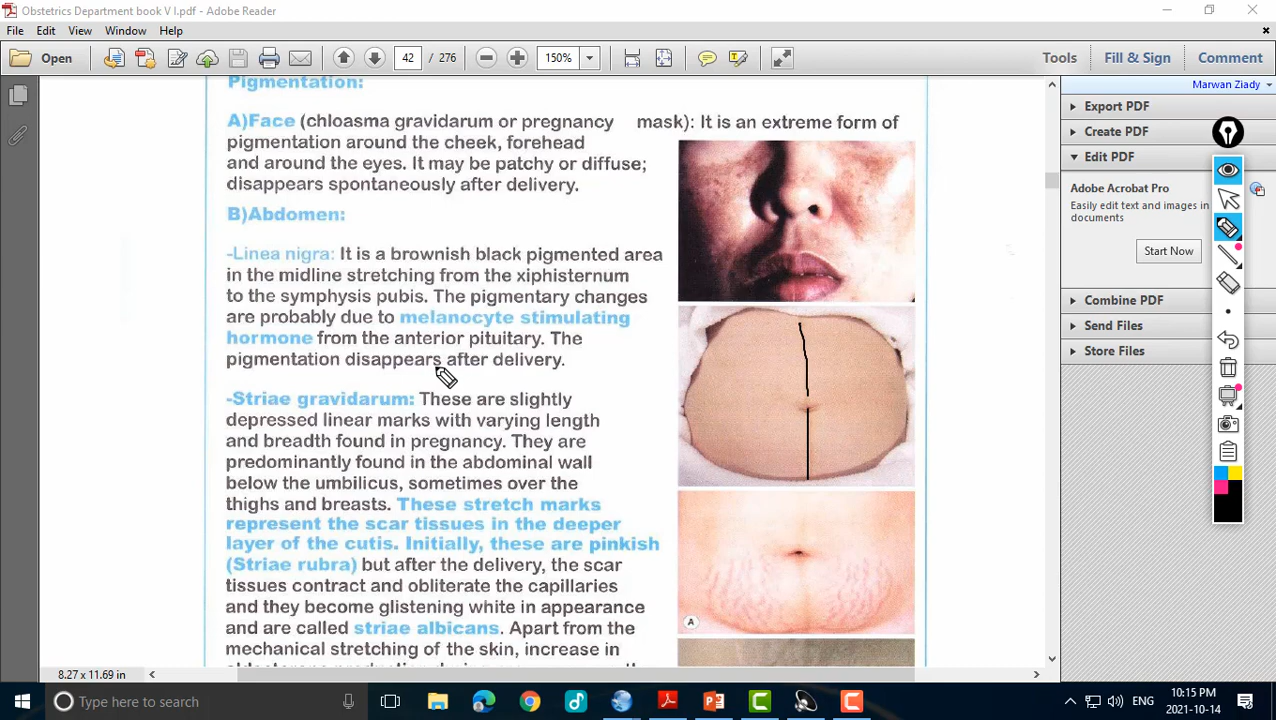 Obstetrics Department book V I.pdf - Adobe Reader
File Edit View Window Help
Open 42 / 276 150% Tools Fill & Sign Comment
Marwan Ziady
Pigmentation:
A)Face (chloasma gravidarum or pregnancy mask): It is an extreme form of
pigmentation around the cheek, forehead
and around the eyes. It may be patchy or diffuse;
disappears spontaneously after delivery.
B)Abdomen:
-Linea nigra: It is a brownish black pigmented area
in the midline stretching from the xiphisternum
to the symphysis pubis. The pigmentary changes
are probably due to melanocyte stimulating
hormone from the anterior pituitary. The
pigmentation disappears after delivery.
-Striae gravidarum: These are slightly
depressed linear marks with varying length
and breadth found in pregnancy. They are
predominantly found in the abdominal wall
below the umbilicus, sometimes over the
thighs and breasts. These stretch marks
represent the scar tissues in the deeper
layer of the cutis. Initially, these are pinkish
(Striae rubra) but after the delivery, the scar
tissues contract and obliterate the capillaries
and they become glistening white in appearance
and are called striae albicans. Apart from the
mechanical stretching of the skin, increase in
A
Export PDF
Create PDF
Edit PDF
Adobe Acrobat Pro
Easily edit text and images in
documents
Start Now
Combine PDF
Send Files
Store Files
8.27 x 11.69 in
Type here to search
ENG
10:15 PM
2021-10-14